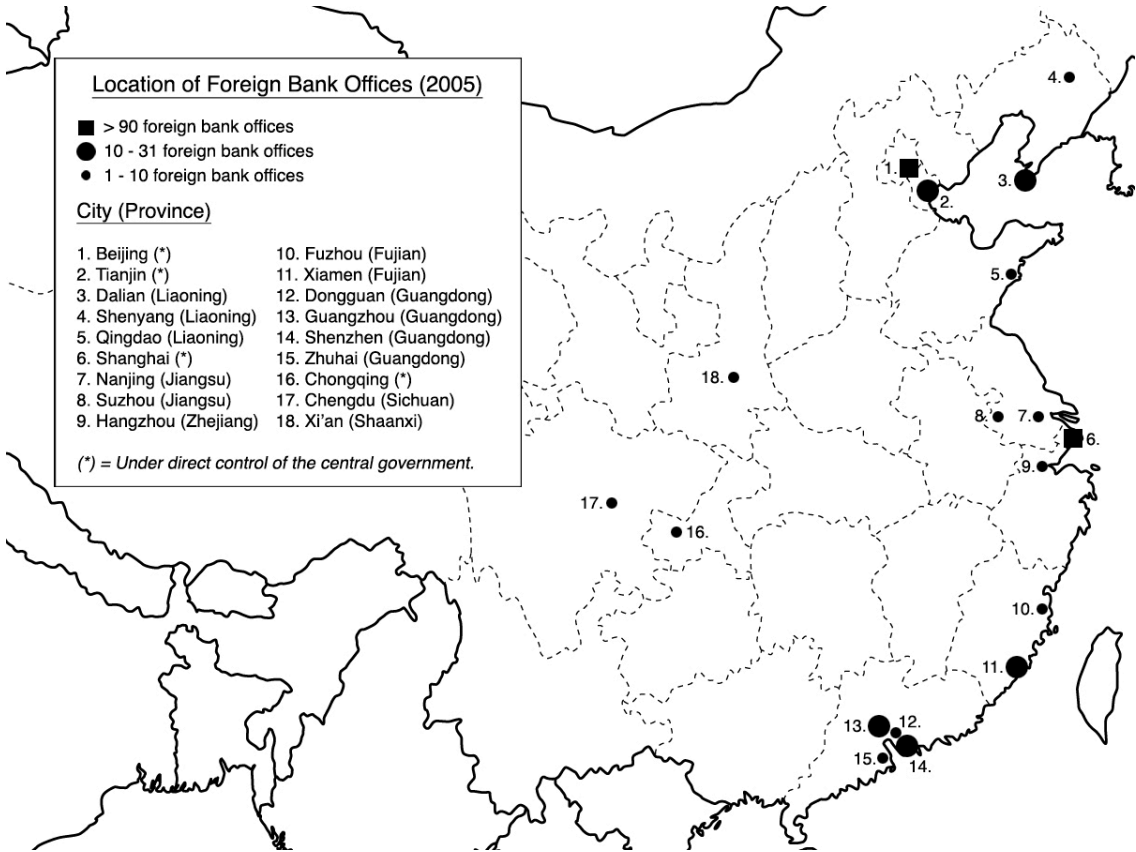 Location of Foreign Bank Offices (2005)
> 90 foreign bank offices
10 - 31 foreign bank offices
1 - 10 foreign bank offices
City (Province)
1. Beijing (*)
2. Tianjin (*)
3. Dalian (Liaoning)
4. Shenyang (Liaoning)
5. Qingdao (Liaoning)
6. Shanghai (*)
7. Nanjing (Jiangsu)
8. Suzhou (Jiangsu)
9. Hangzhou (Zhejiang)
10. Fuzhou (Fujian)
11. Xiamen (Fujian)
12. Dongguan (Guangdong)
13. Guangzhou (Guangdong)
14. Shenzhen (Guangdong)
15. Zhuhai (Guangdong)
16. Chongqing (*)
17. Chengdu (Sichuan)
18. Xi'an (Shaanxi)
(*) = Under direct control of the central government.
4.
1.
3.
2.
5.
18.
8.
7.
6.
9.
17.
16.
10.
11.
13.
12.
15.
14.